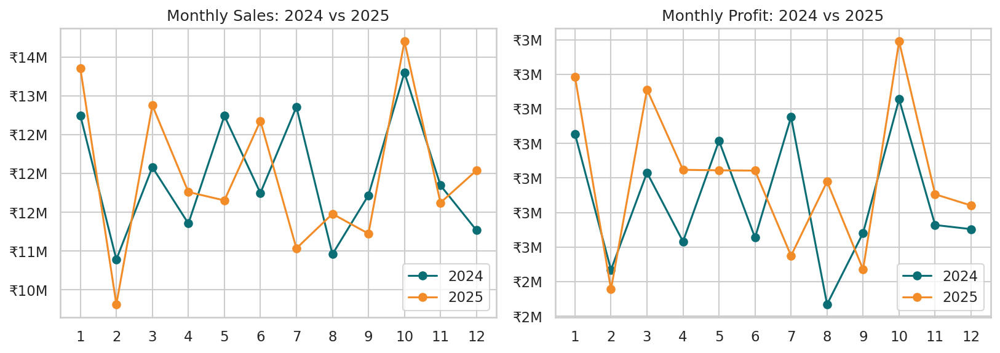 Monthly Sales: 2024 vs 2025
₹14M
₹13M
₹12M
₹12M
₹12M
₹11M
₹10M
1 2 3 4 5 6 7 8 9 10 11 12
2024
2025
Monthly Profit: 2024 vs 2025
₹3M
₹3M
₹3M
₹3M
₹3M
₹3M
₹3M
₹2M
₹2M
1 2 3 4 5 6 7 8 9 10 11 12
2024
2025